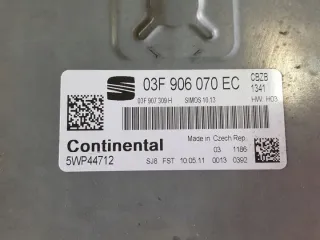 03F 906 070 EC
CBZB
1341
03F 907 309 H SIMOS 10.13 HW: H03
Made in Czech Rep.
Continental 03 1186
5WP44712 SJ6 FST 10.05.11 0013 0392